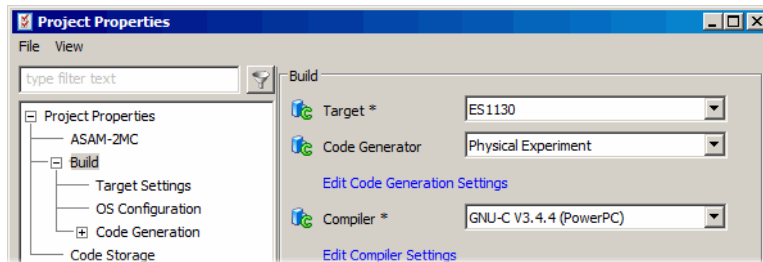 Project Properties
File View
type filter text
Project Properties
ASAM-2MC
Build
Target Settings
OS Configuration
Code Generation
Code Storage
Build
Target * ES1130
Code Generator Physical Experiment
Edit Code Generation Settings
Compiler * GNU-C V3.4.4 (PowerPC)
Edit Compiler Settings